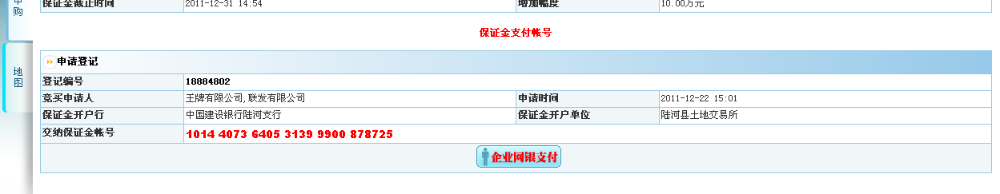 购
保证金截止时间 2011-12-31 14:54 增加幅度 10.00万元
保证金支付帐号
地图
申请登记
登记编号 18884802
竞买申请人 王牌有限公司,联发有限公司 申请时间 2011-12-22 15:01
保证金开户行 中国建设银行陆河支行 保证金开户单位 陆河县土地交易所
交纳保证金帐号 1014 4073 6405 3139 9900 878725
企业网银支付